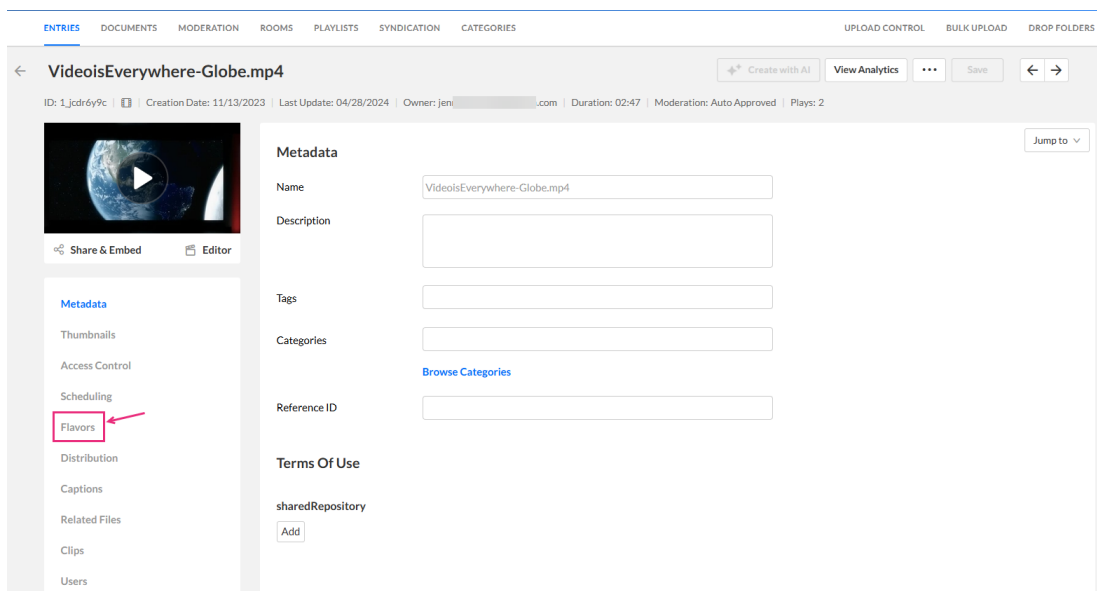 ENTRIES DOCUMENTS MODERATION ROOMS PLAYLISTS SYNDICATION CATEGORIES UPLOAD CONTROL BULK UPLOAD DROP FOLDERS
VideoisEverywhere-Globe.mp4 Create with AI View Analytics ••• Save
ID: 1_jcdr6y9c | Creation Date: 11/13/2023 | Last Update: 04/28/2024 | Owner: jen .com | Duration: 02:47 | Moderation: Auto Approved | Plays: 2
Jump to
Metadata
Name VideoisEverywhere-Globe.mp4
Description
Share & Embed Editor
Tags
Categories
Browse Categories
Reference ID
Terms Of Use
sharedRepository
Add
Metadata
Thumbnails
Access Control
Scheduling
Flavors
Distribution
Captions
Related Files
Clips
Users